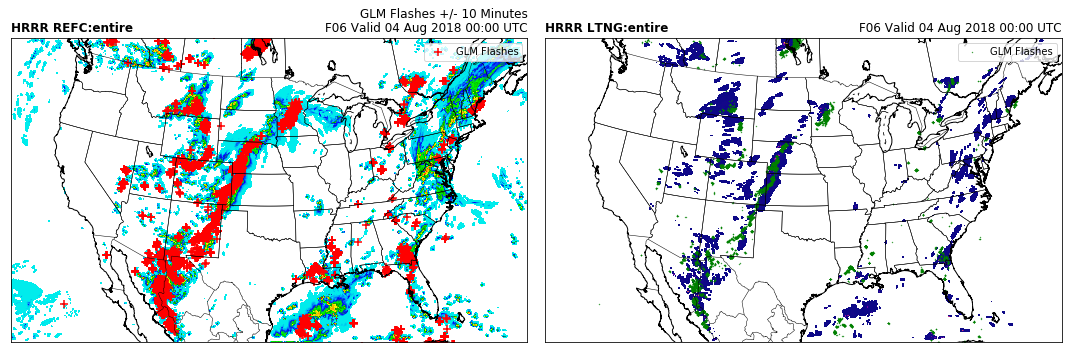 GLM Flashes +/- 10 Minutes
HRRR REFC:entire F06 Valid 04 Aug 2018 00:00 UTC
GLM Flashes
HRRR LTNG:entire F06 Valid 04 Aug 2018 00:00 UTC
GLM Flashes